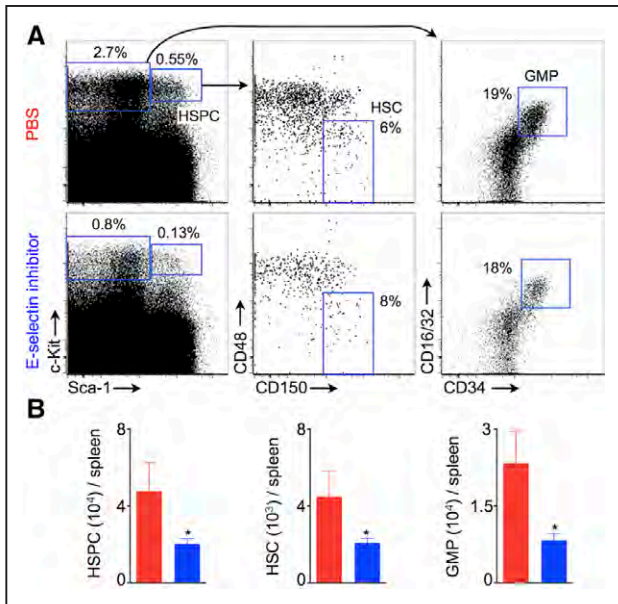 A
2.7%
0.55%
HSPC
HSC
6%
GMP
19%
PBS
0.8%
0.13%
8%
18%
E-selectin inhibitor
c-Kit
Sca-1
CD48
CD150
CD16/32
CD34
B
HSPC (10⁴) / spleen
8
4
0
*
HSC (10³) / spleen
8
4
0
*
GMP (10⁴) / spleen
3
1.5
0
*